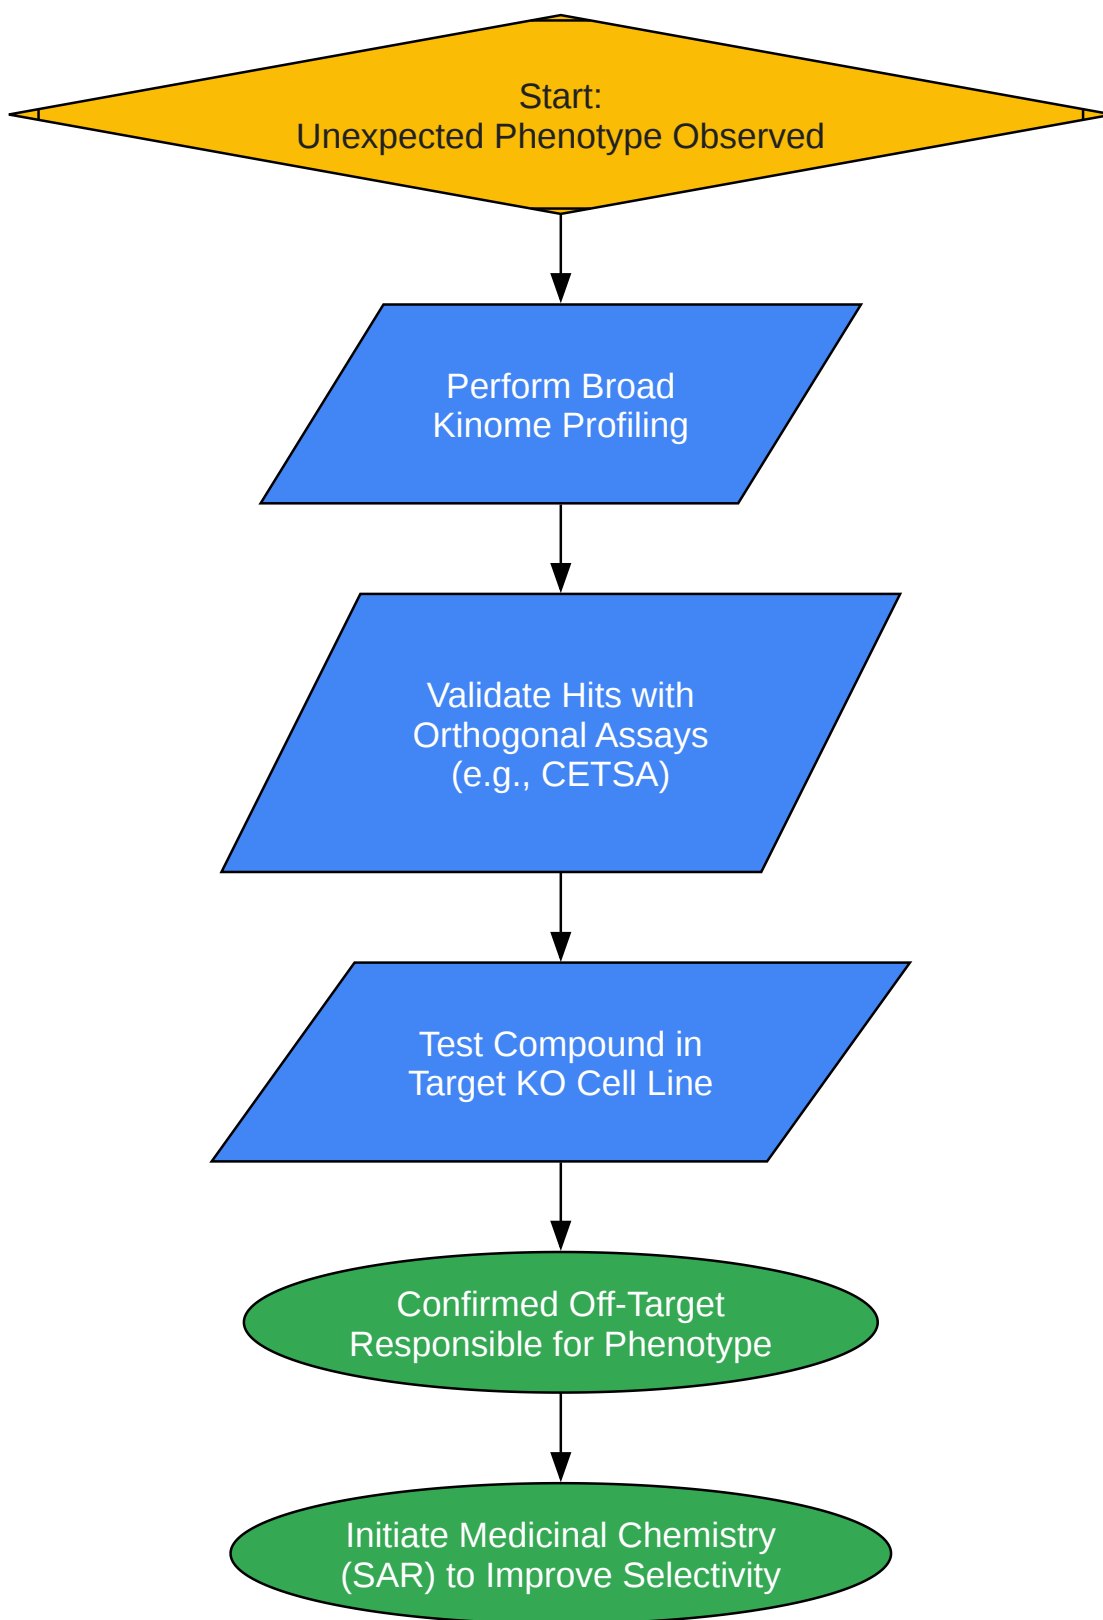 Start:
Unexpected Phenotype Observed
Perform Broad
Kinome Profiling
Validate Hits with
Orthogonal Assays
(e.g., CETSA)
Test Compound in
Target KO Cell Line
Confirmed Off-Target
Responsible for Phenotype
Initiate Medicinal Chemistry
(SAR) to Improve Selectivity